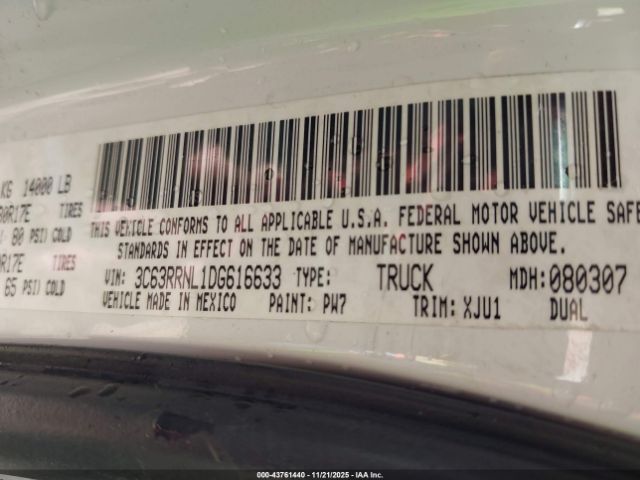 KG 14000 LB
TIRES
80 PSI/COLD
TIRES
65 PSI/COLD
THIS VEHICLE CONFORMS TO ALL APPLICABLE U.S.A. FEDERAL MOTOR VEHICLE SAFE
STANDARDS IN EFFECT ON THE DATE OF MANUFACTURE SHOWN ABOVE.
VIN: 3C63RRNL1DG616633 TYPE: TRUCK MDH:080307
VEHICLE MADE IN MEXICO PAINT: PW7 TRIM: XJU1 DUAL
000-43761440 - 11/21/2025 - IAA Inc.